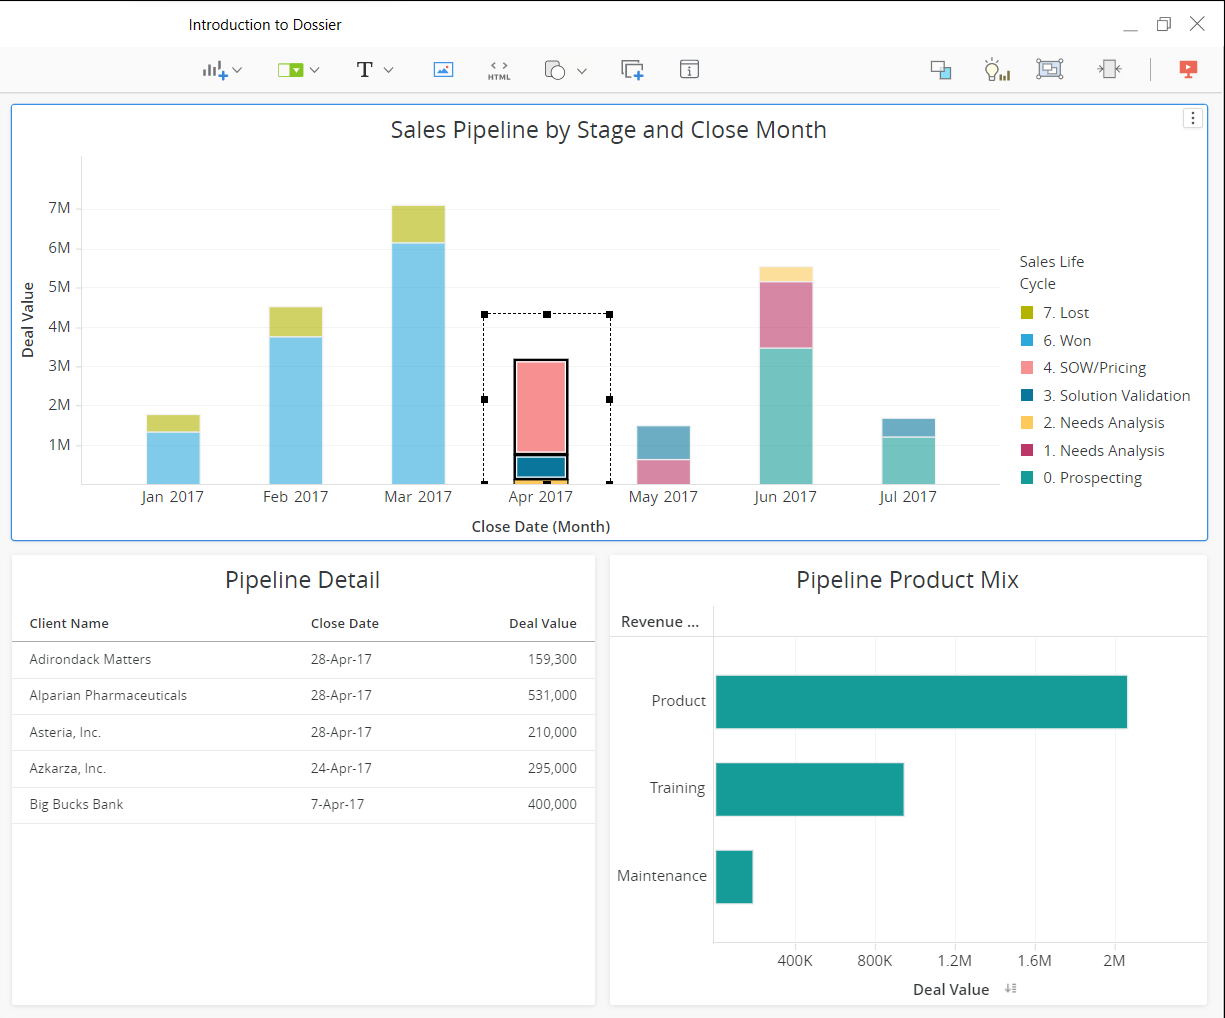 Introduction to Dossier
T
HTML
Sales Pipeline by Stage and Close Month
Deal Value
7M
6M
5M
4M
3M
2M
1M
Jan 2017 Feb 2017 Mar 2017 Apr 2017 May 2017 Jun 2017 Jul 2017
Close Date (Month)
Sales Life
Cycle
7. Lost
6. Won
4. SOW/Pricing
3. Solution Validation
2. Needs Analysis
1. Needs Analysis
0. Prospecting
Pipeline Detail
Client Name Close Date Deal Value
Adirondack Matters 28-Apr-17 159,300
Alparian Pharmaceuticals 28-Apr-17 531,000
Asteria, Inc. 28-Apr-17 210,000
Azkarza, Inc. 24-Apr-17 295,000
Big Bucks Bank 7-Apr-17 400,000
Pipeline Product Mix
Revenue ...
Product
Training
Maintenance
400K 800K 1.2M 1.6M 2M
Deal Value